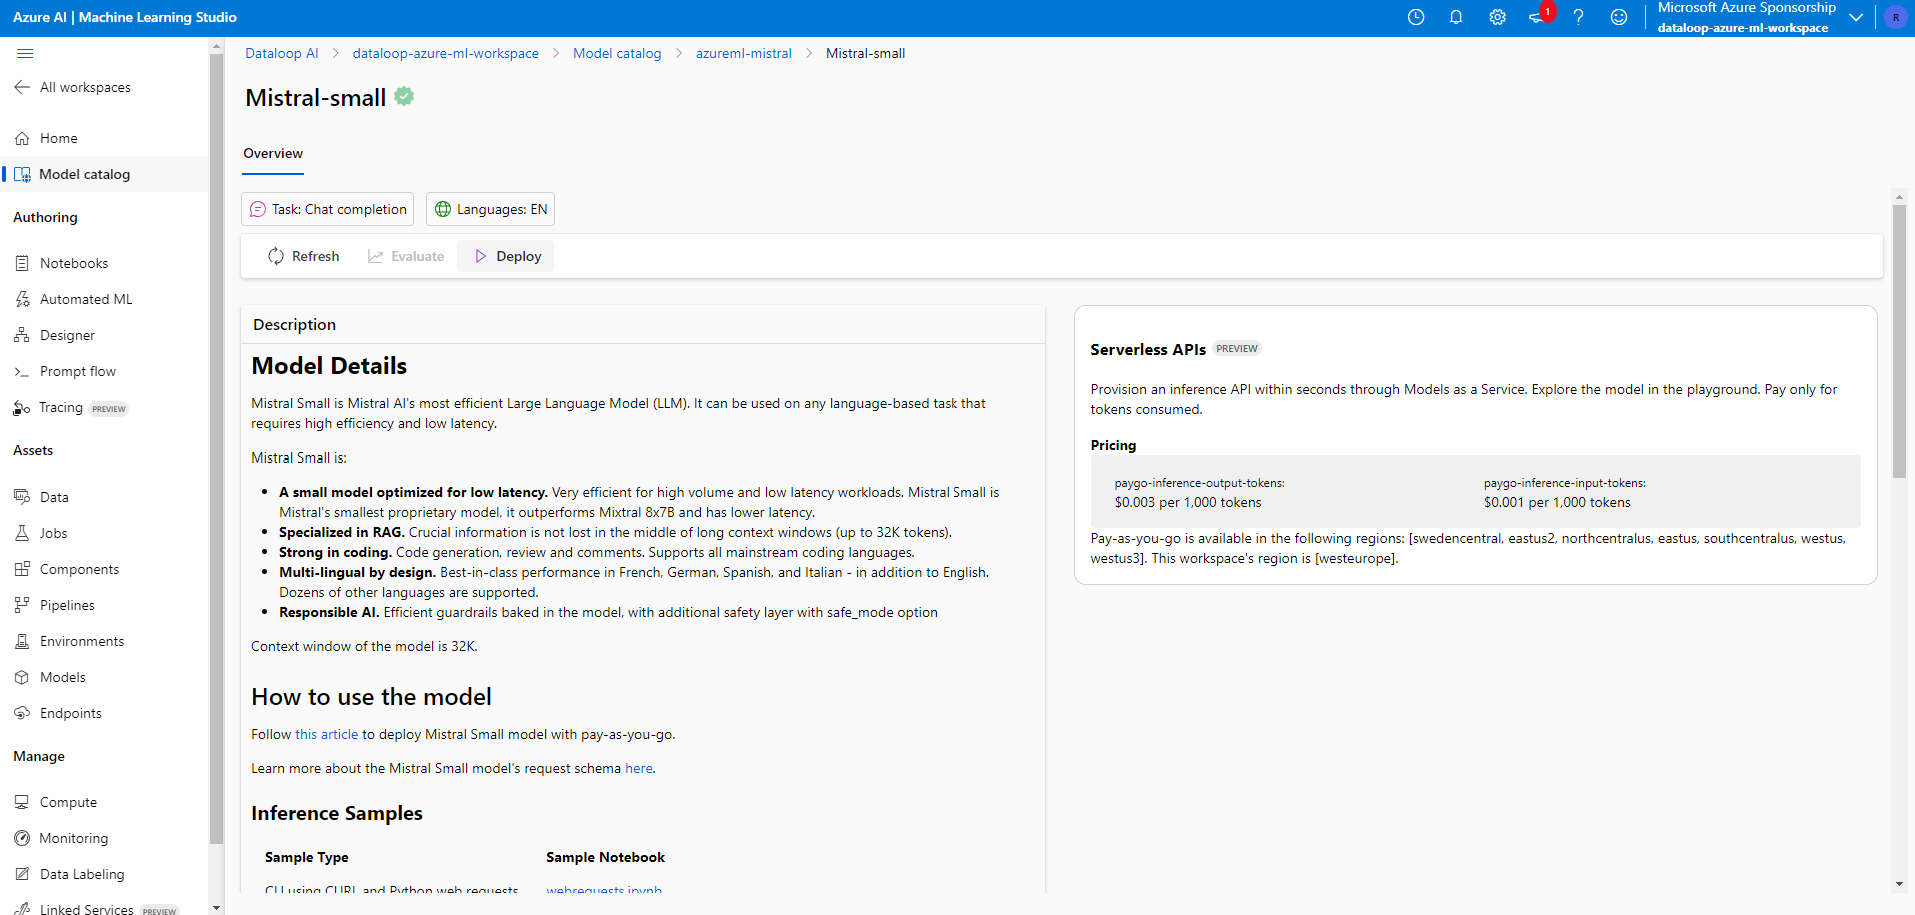 Azure AI | Machine Learning Studio
1
Microsoft Azure Sponsorship
dataloop-azure-ml-workspace
R
All workspaces
Home
Model catalog
Authoring
Notebooks
Automated ML
Designer
Prompt flow
Tracing PREVIEW
Assets
Data
Jobs
Components
Pipelines
Environments
Models
Endpoints
Manage
Compute
Monitoring
Data Labeling
Linked Services PREVIEW
Dataloop AI > dataloop-azure-ml-workspace > Model catalog > azureml-mistral > Mistral-small
Mistral-small
Overview
Task: Chat completion
Languages: EN
Refresh
Evaluate
Deploy
Description
Model Details
Mistral Small is Mistral AI's most efficient Large Language Model (LLM). It can be used on any language-based task that
requires high efficiency and low latency.
Mistral Small is:
• A small model optimized for low latency. Very efficient for high volume and low latency workloads. Mistral Small is
Mistral's smallest proprietary model, it outperforms Mixtral 8x7B and has lower latency.
• Specialized in RAG. Crucial information is not lost in the middle of long context windows (up to 32K tokens).
• Strong in coding. Code generation, review and comments. Supports all mainstream coding languages.
• Multi-lingual by design. Best-in-class performance in French, German, Spanish, and Italian - in addition to English.
Dozens of other languages are supported.
• Responsible AI. Efficient guardrails baked in the model, with additional safety layer with safe_mode option
Context window of the model is 32K.
How to use the model
Follow this article to deploy Mistral Small model with pay-as-you-go.
Learn more about the Mistral Small model's request schema here.
Inference Samples
Sample Type Sample Notebook
CLI using CURL and Python web requests webrequests.ipynb
Serverless APIs PREVIEW
Provision an inference API within seconds through Models as a Service. Explore the model in the playground. Pay only for
tokens consumed.
Pricing
paygo-inference-output-tokens: paygo-inference-input-tokens:
$0.003 per 1,000 tokens $0.001 per 1,000 tokens
Pay-as-you-go is available in the following regions: [swedencentral, eastus2, northcentralus, eastus, southcentralus, westus,
westus3]. This workspace's region is [westeurope].